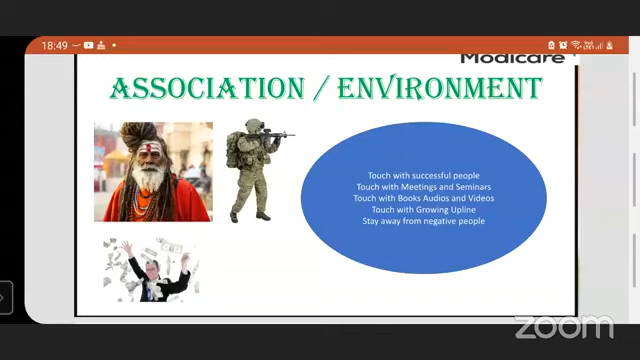 18:49
Modicare
ASSOCIATION / ENVIRONMENT
Touch with successful people
Touch with Meetings and Seminars
Touch with Books Audios and Videos
Touch with Growing Upline
Stay away from negative people
zoom